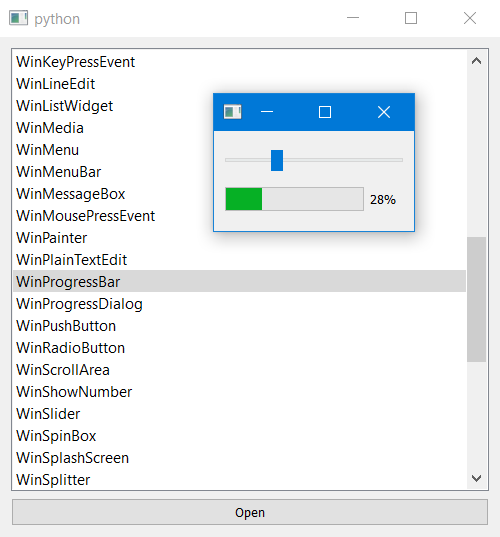 python
WinKeyPressEvent
WinLineEdit
WinListWidget
WinMedia
WinMenu
WinMenuBar
WinMessageBox
WinMousePressEvent
WinPainter
WinPlainTextEdit
WinProgressBar
WinProgressDialog
WinPushButton
WinRadioButton
WinScrollArea
WinShowNumber
WinSlider
WinSpinBox
WinSplashScreen
WinSplitter
28%
Open